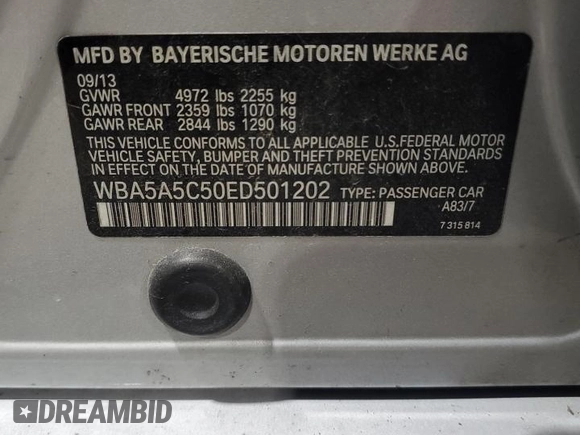 MFD BY BAYERISCHE MOTOREN WERKE AG
09/13
GVWR 4972 lbs 2255 kg
GAWR FRONT 2359 lbs 1070 kg
GAWR REAR 2844 lbs 1290 kg
THIS VEHICLE CONFORMS TO ALL APPLICABLE U.S.FEDERAL MOTOR
VEHICLE SAFETY, BUMPER AND THEFT PREVENTION STANDARDS
IN EFFECT ON THE DATE OF MANUFACTURE SHOWN ABOVE.
WBA5A5C50ED501202 TYPE: PASSENGER CAR
A83/7
7 315 814
DREAMBID